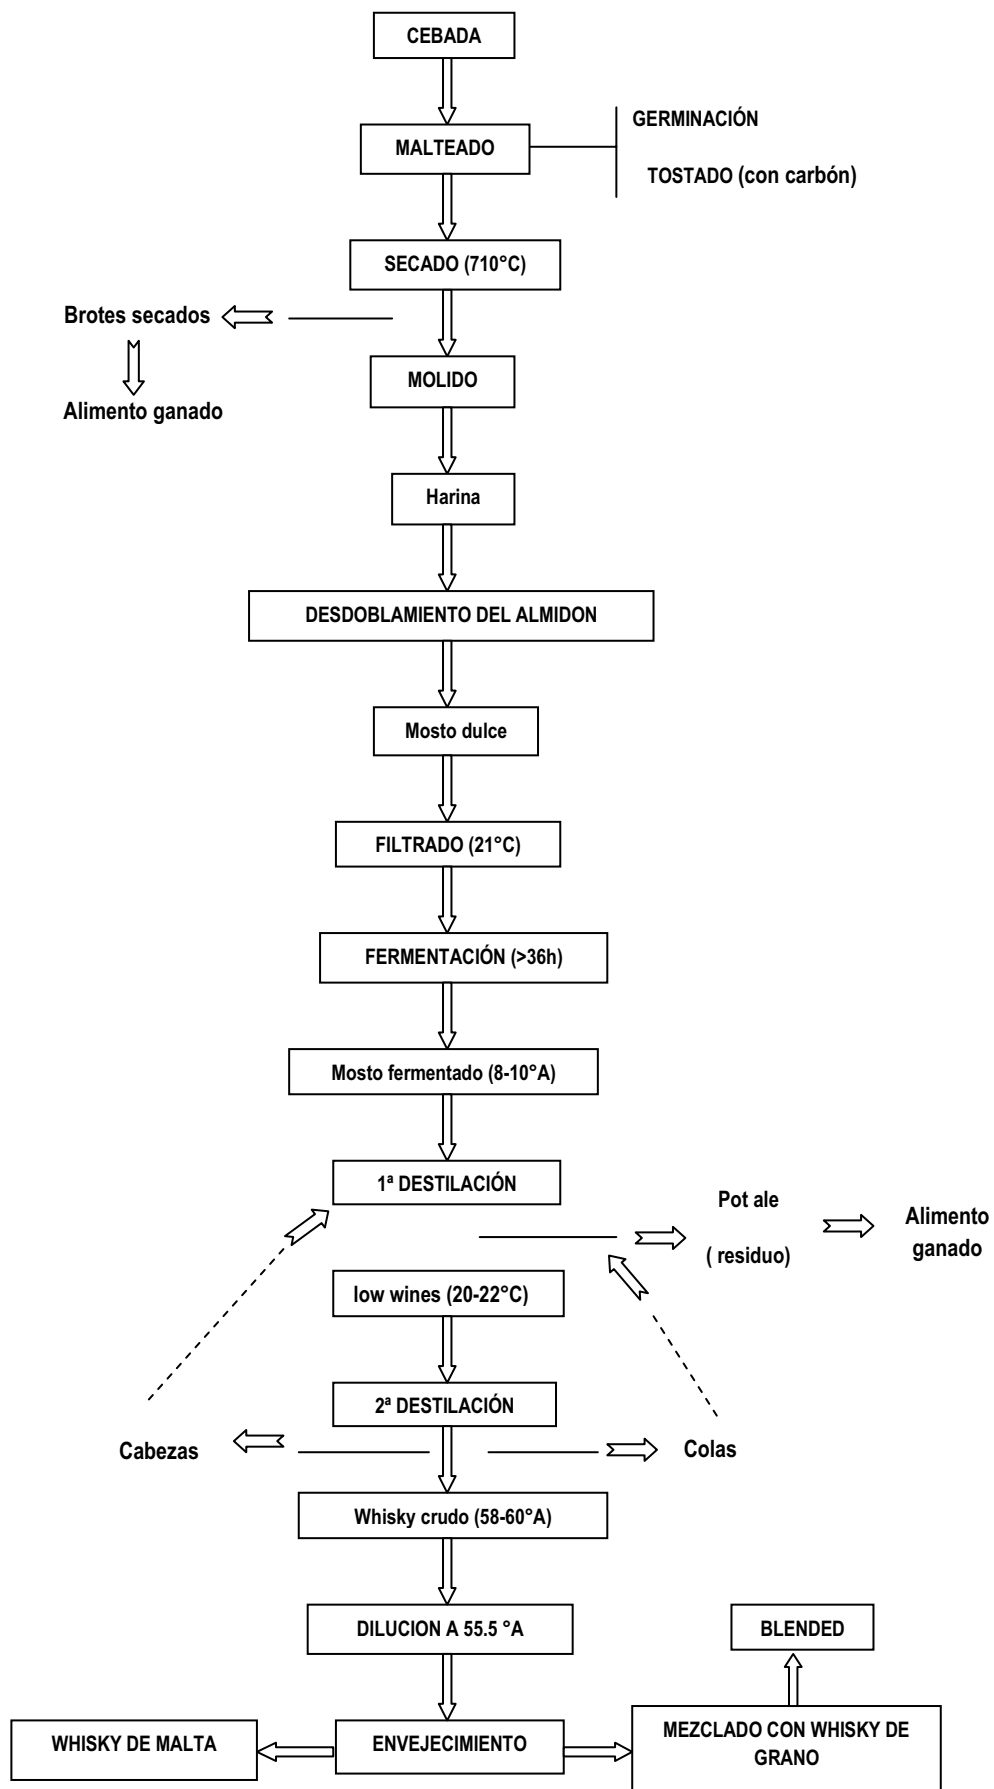 CEBADA
GERMINACIÓN
MALTEADO
TOSTADO (con carbón)
SECADO (710°C)
Brotes secados
MOLIDO
Alimento ganado
Harina
DESDOBLAMIENTO DEL ALMIDON
Mosto dulce
FILTRADO (21°C)
FERMENTACIÓN (>36h)
Mosto fermentado (8-10°A)
1ª DESTILACIÓN
Pot ale
( residuo)
Alimento
ganado
low wines (20-22°C)
2ª DESTILACIÓN
Cabezas
Colas
Whisky crudo (58-60°A)
DILUCION A 55.5 °A
BLENDED
WHISKY DE MALTA
ENVEJECIMIENTO
MEZCLADO CON WHISKY DE
GRANO